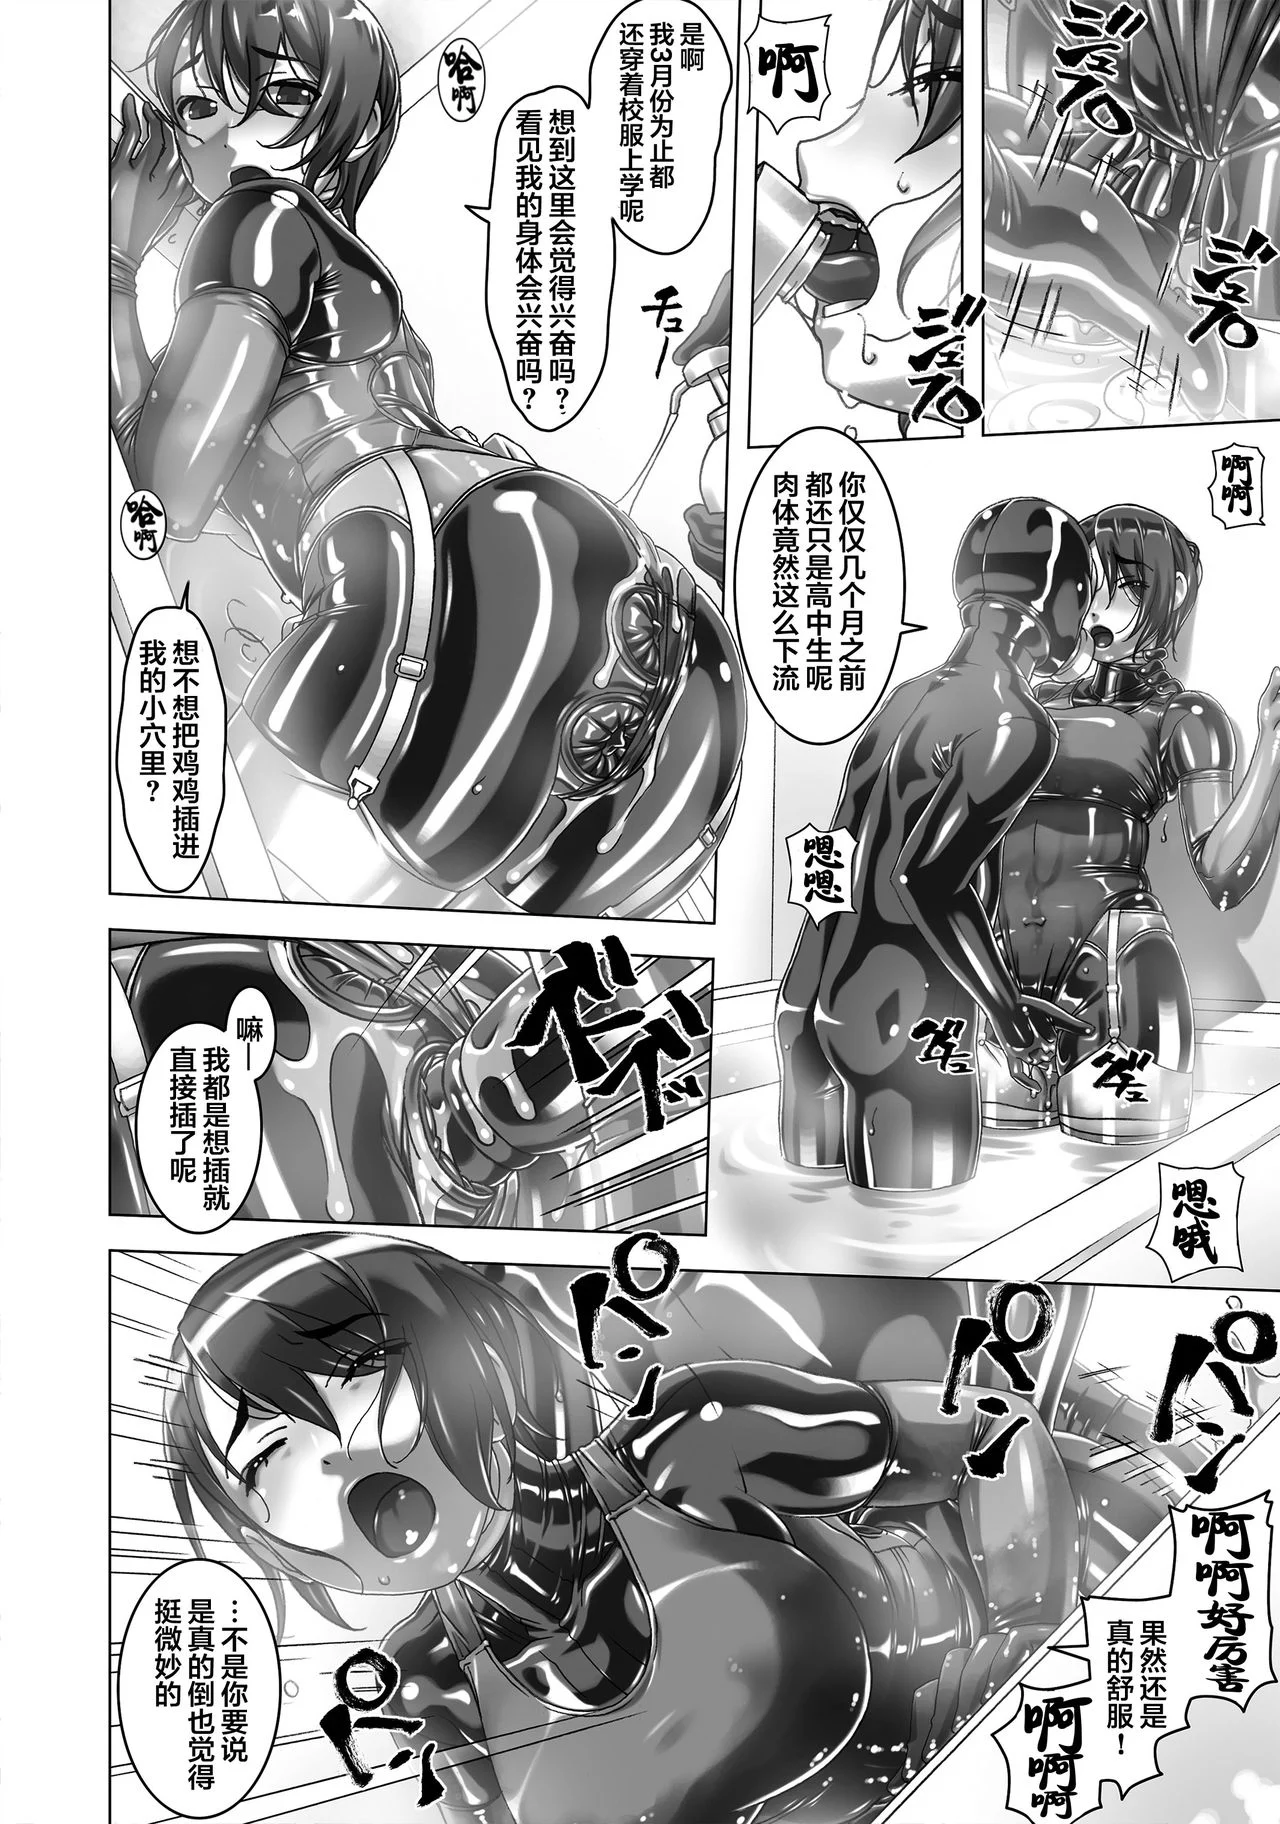 ジュプ
ジュプ
ジュプ
啊
啊啊
你仅仅几个月之前
都还只是高中生呢
肉体竟然这么下流
嗯嗯
嗯哦
是啊
我3月份为止都
还穿着校服上学呢
想到这里会觉得兴奋吗?
看见我的身体会兴奋吗?
哈啊
チュー
哈啊
想不想把鸡鸡插进
我的小穴里?
嘛—
我都是想插就
直接插了呢
パン
パン
パン
啊啊好厉害
果然还是
真的舒服!
啊啊啊
パン
…不是你要说
是真的倒也觉得
挺微妙的